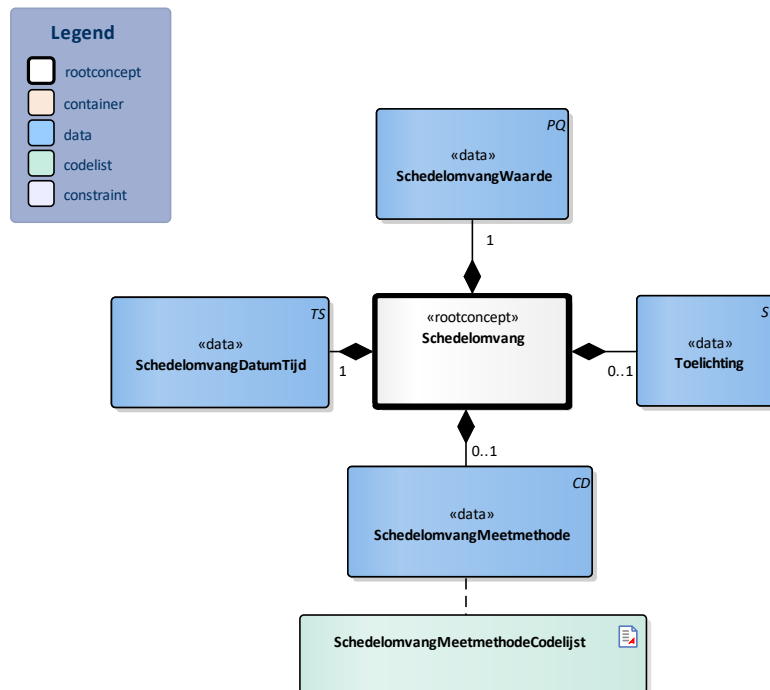 Legend
rootconcept
container
data
codelist
constraint
PQ
«data»
SchedelomvangWaarde
1
TS
«data»
SchedelomvangDatumTijd
1
«rootconcept»
Schedelomvang
S
«data»
Toelichting
0..1
0..1
CD
«data»
SchedelomvangMeetmethode
SchedelomvangMeetmethodeCodelijst